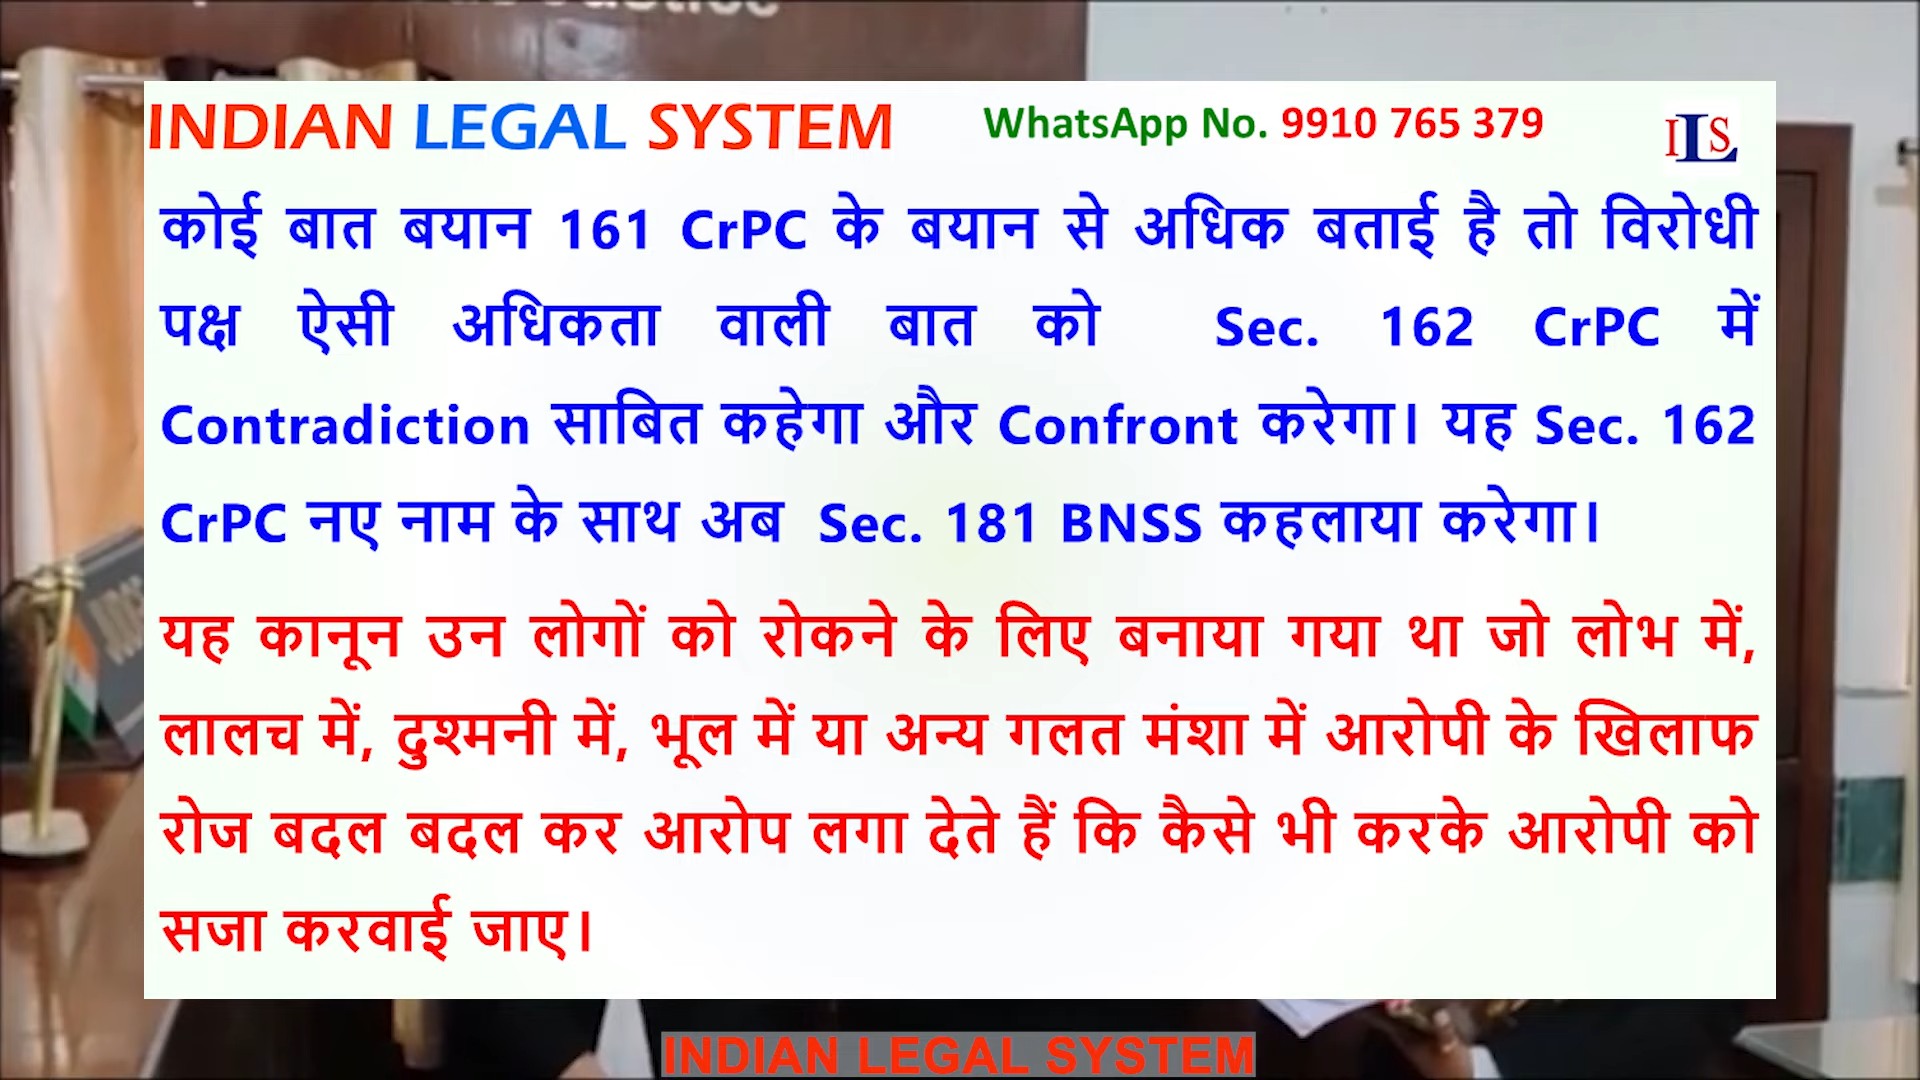 INDIAN LEGAL SYSTEM WhatsApp No. 9910 765 379 ILS
कोई बात बयान 161 CrPC के बयान से अधिक बताई है तो विरोधी
पक्ष ऐसी अधिकता वाली बात को Sec. 162 CrPC में
Contradiction साबित कहेगा और Confront करेगा। यह Sec. 162
CrPC नए नाम के साथ अब Sec. 181 BNSS कहलाया करेगा।
यह कानून उन लोगों को रोकने के लिए बनाया गया था जो लोभ में,
लालच में, दुश्मनी में, भूल में या अन्य गलत मंशा में आरोपी के खिलाफ
रोज बदल बदल कर आरोप लगा देते हैं कि कैसे भी करके आरोपी को
सजा करवाई जाए।
INDIAN LEGAL SYSTEM